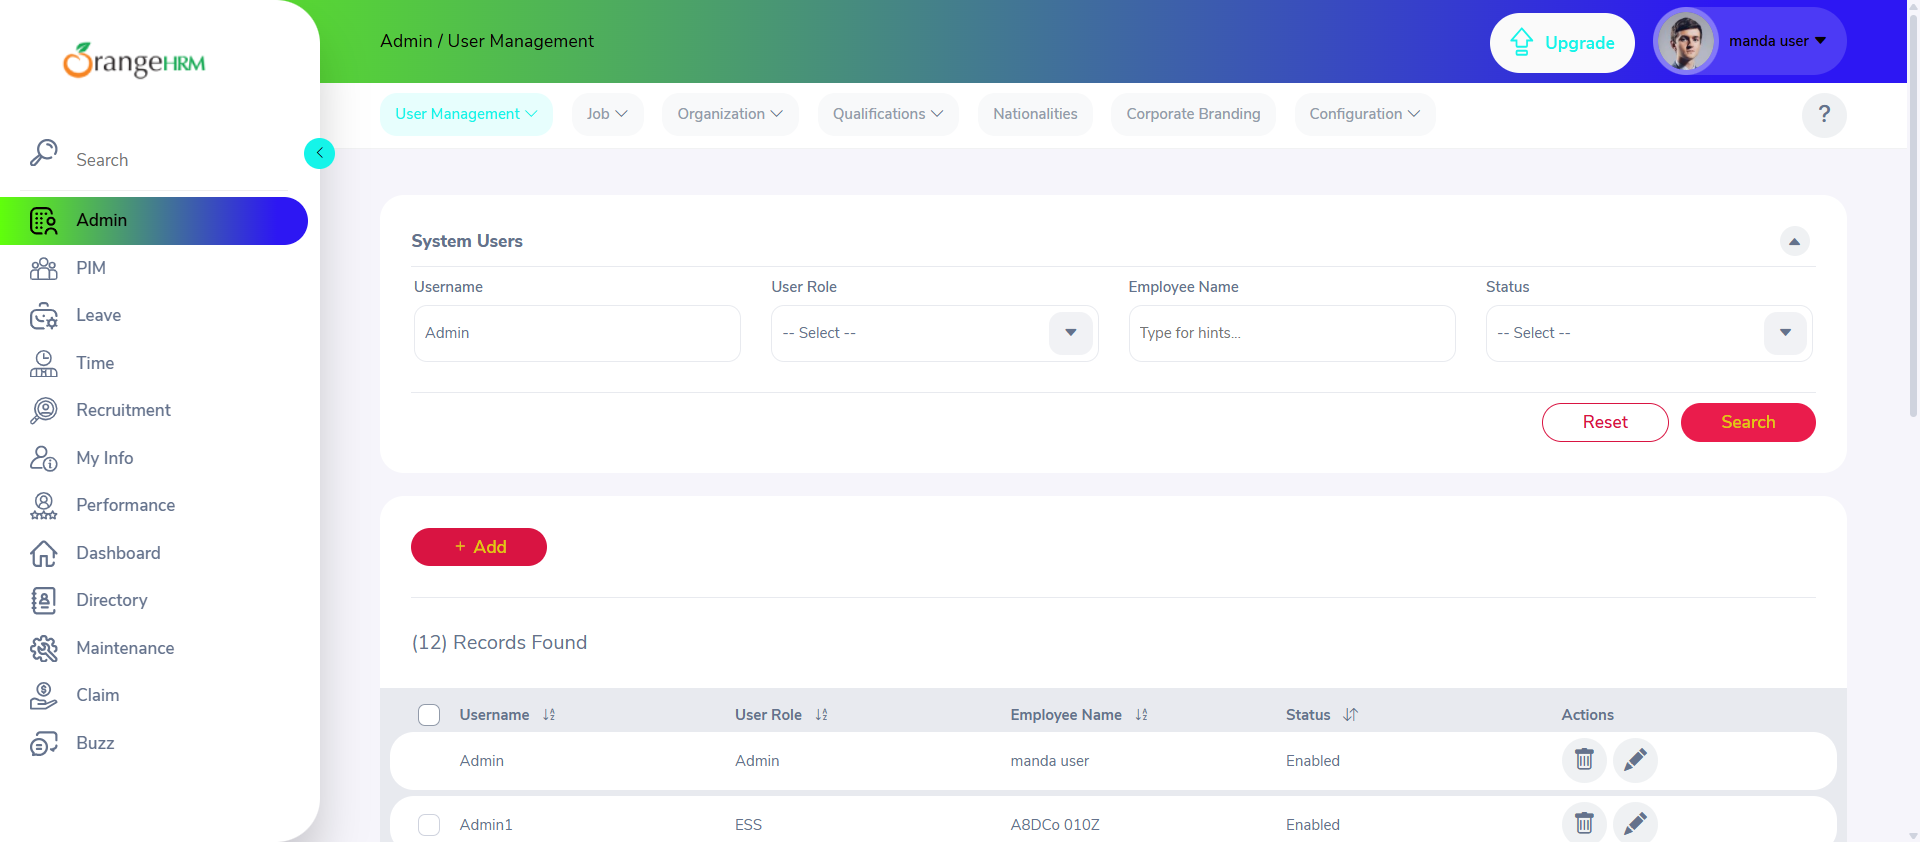 Admin / User Management
Upgrade
manda user
OrangeHRM
User Management
Job
Organization
Qualifications
Nationalities
Corporate Branding
Configuration
?
Search
Admin
PIM
Leave
Time
Recruitment
My Info
Performance
Dashboard
Directory
Maintenance
Claim
Buzz
System Users
Username
User Role
Employee Name
Status
Admin
-- Select --
Type for hints...
-- Select --
Reset
Search
+ Add
(12) Records Found
Username
User Role
Employee Name
Status
Actions
Admin
Admin
manda user
Enabled
Admin1
ESS
A8DCo 010Z
Enabled